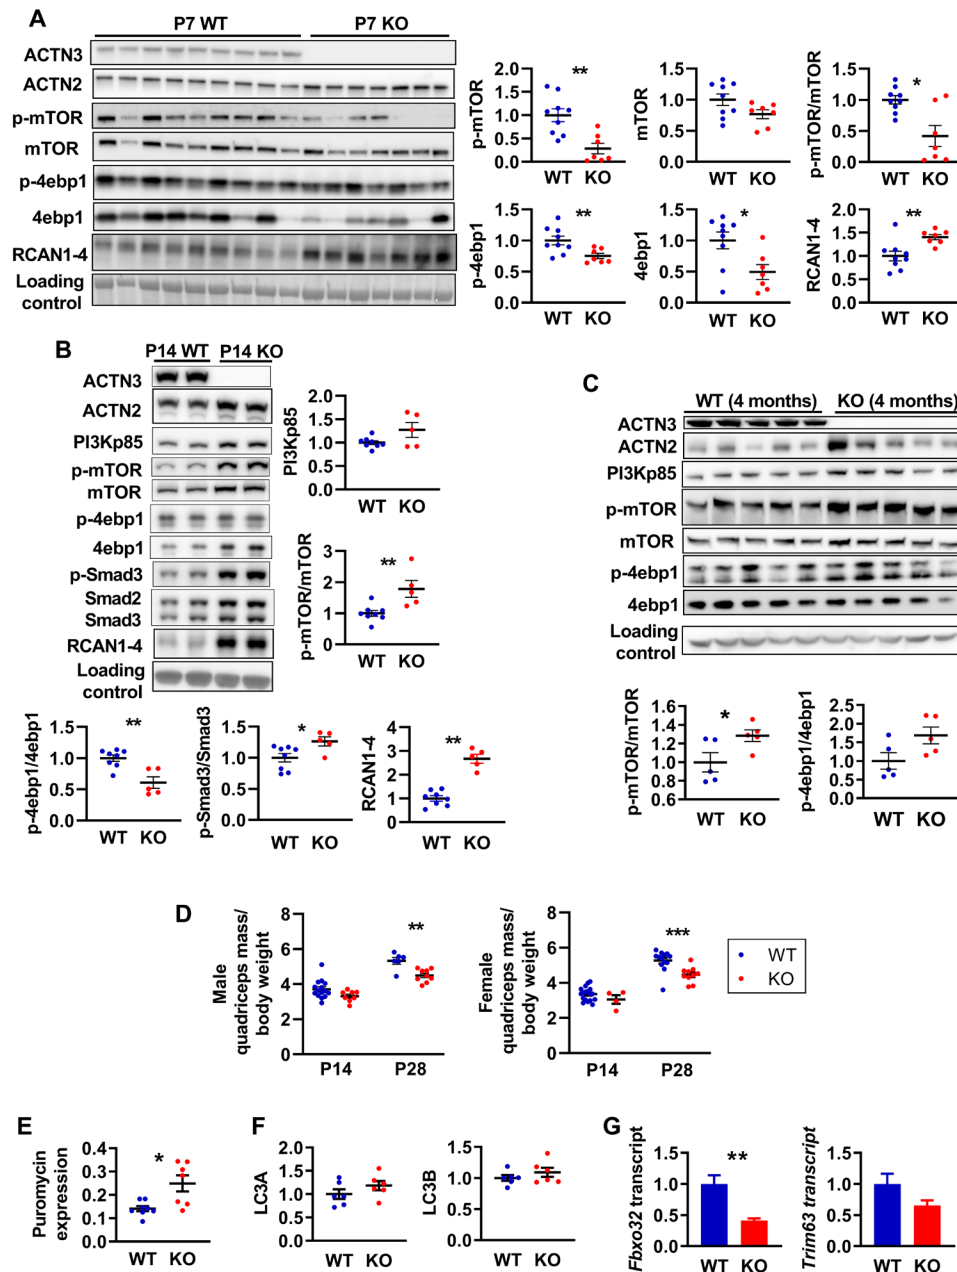 A
P7 WT
P7 KO
ACTN3
ACTN2
p-mTOR
mTOR
p-4ebp1
4ebp1
RCAN1-4
Loading
control
p-mTOR
2.0
1.5
1.0
0.5
0.0
**
WT
KO
mTOR
1.5
1.0
0.5
0.0
WT
KO
p-mTOR/mTOR
1.5
1.0
0.5
0.0
*
WT
KO
p-4ebp1
1.5
1.0
0.5
0.0
**
WT
KO
4ebp1
1.5
1.0
0.5
0.0
*
WT
KO
RCAN1-4
2.0
1.5
1.0
0.5
0.0
**
WT
KO
B
P14 WT
P14 KO
ACTN3
ACTN2
PI3Kp85
p-mTOR
mTOR
p-4ebp1
4ebp1
p-Smad3
Smad2
Smad3
RCAN1-4
Loading
control
PI3Kp85
2.0
1.5
1.0
0.5
0.0
WT
KO
p-mTOR/mTOR
3
2
1
0
**
WT
KO
p-4ebp1/4ebp1
1.5
1.0
0.5
0.0
**
WT
KO
p-Smad3/Smad3
1.5
1.0
0.5
0.0
*
WT
KO
RCAN1-4
4
3
2
1
0
**
WT
KO
C
WT (4 months)
KO (4 months)
ACTN3
ACTN2
PI3Kp85
p-mTOR
mTOR
p-4ebp1
4ebp1
Loading
control
p-mTOR/mTOR
1.6
1.4
1.2
1.0
0.8
0.6
*
WT
KO
p-4ebp1/4ebp1
2.5
2.0
1.5
1.0
0.5
0.0
WT
KO
D
Male
quadriceps mass/
body weight
8
6
4
2
0
**
P14
P28
Female
quadriceps mass/
body weight
8
6
4
2
0
***
P14
P28
WT
KO
E
Puromycin
expression
0.4
0.3
0.2
0.1
0.0
*
WT
KO
F
LC3A
2.0
1.5
1.0
0.5
0.0
WT
KO
LC3B
1.5
1.0
0.5
0.0
WT
KO
G
Fbxo32 transcript
1.5
1.0
0.5
0.0
**
WT
KO
Trim63 transcript
1.5
1.0
0.5
0.0
WT
KO